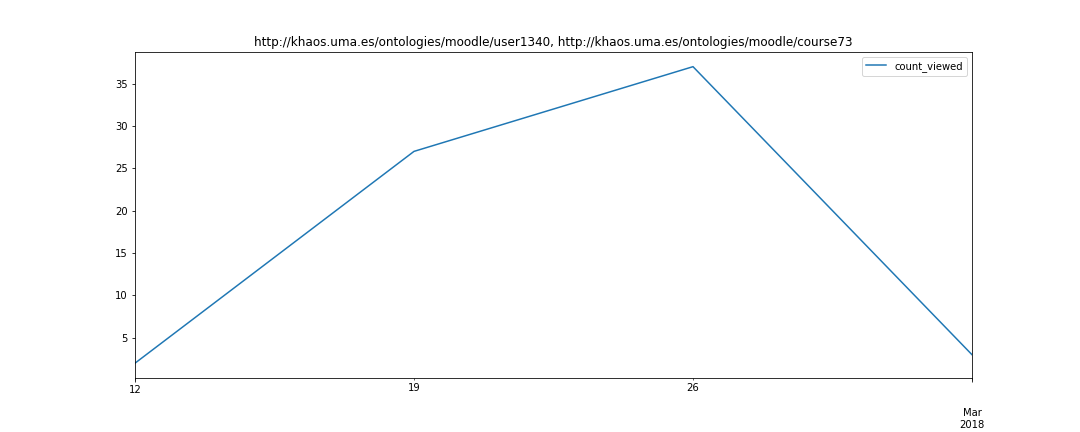 http://khaos.uma.es/ontologies/moodle/user1340, http://khaos.uma.es/ontologies/moodle/course73
count_viewed
35
30
25
20
15
10
5
12 19 26
Mar
2018